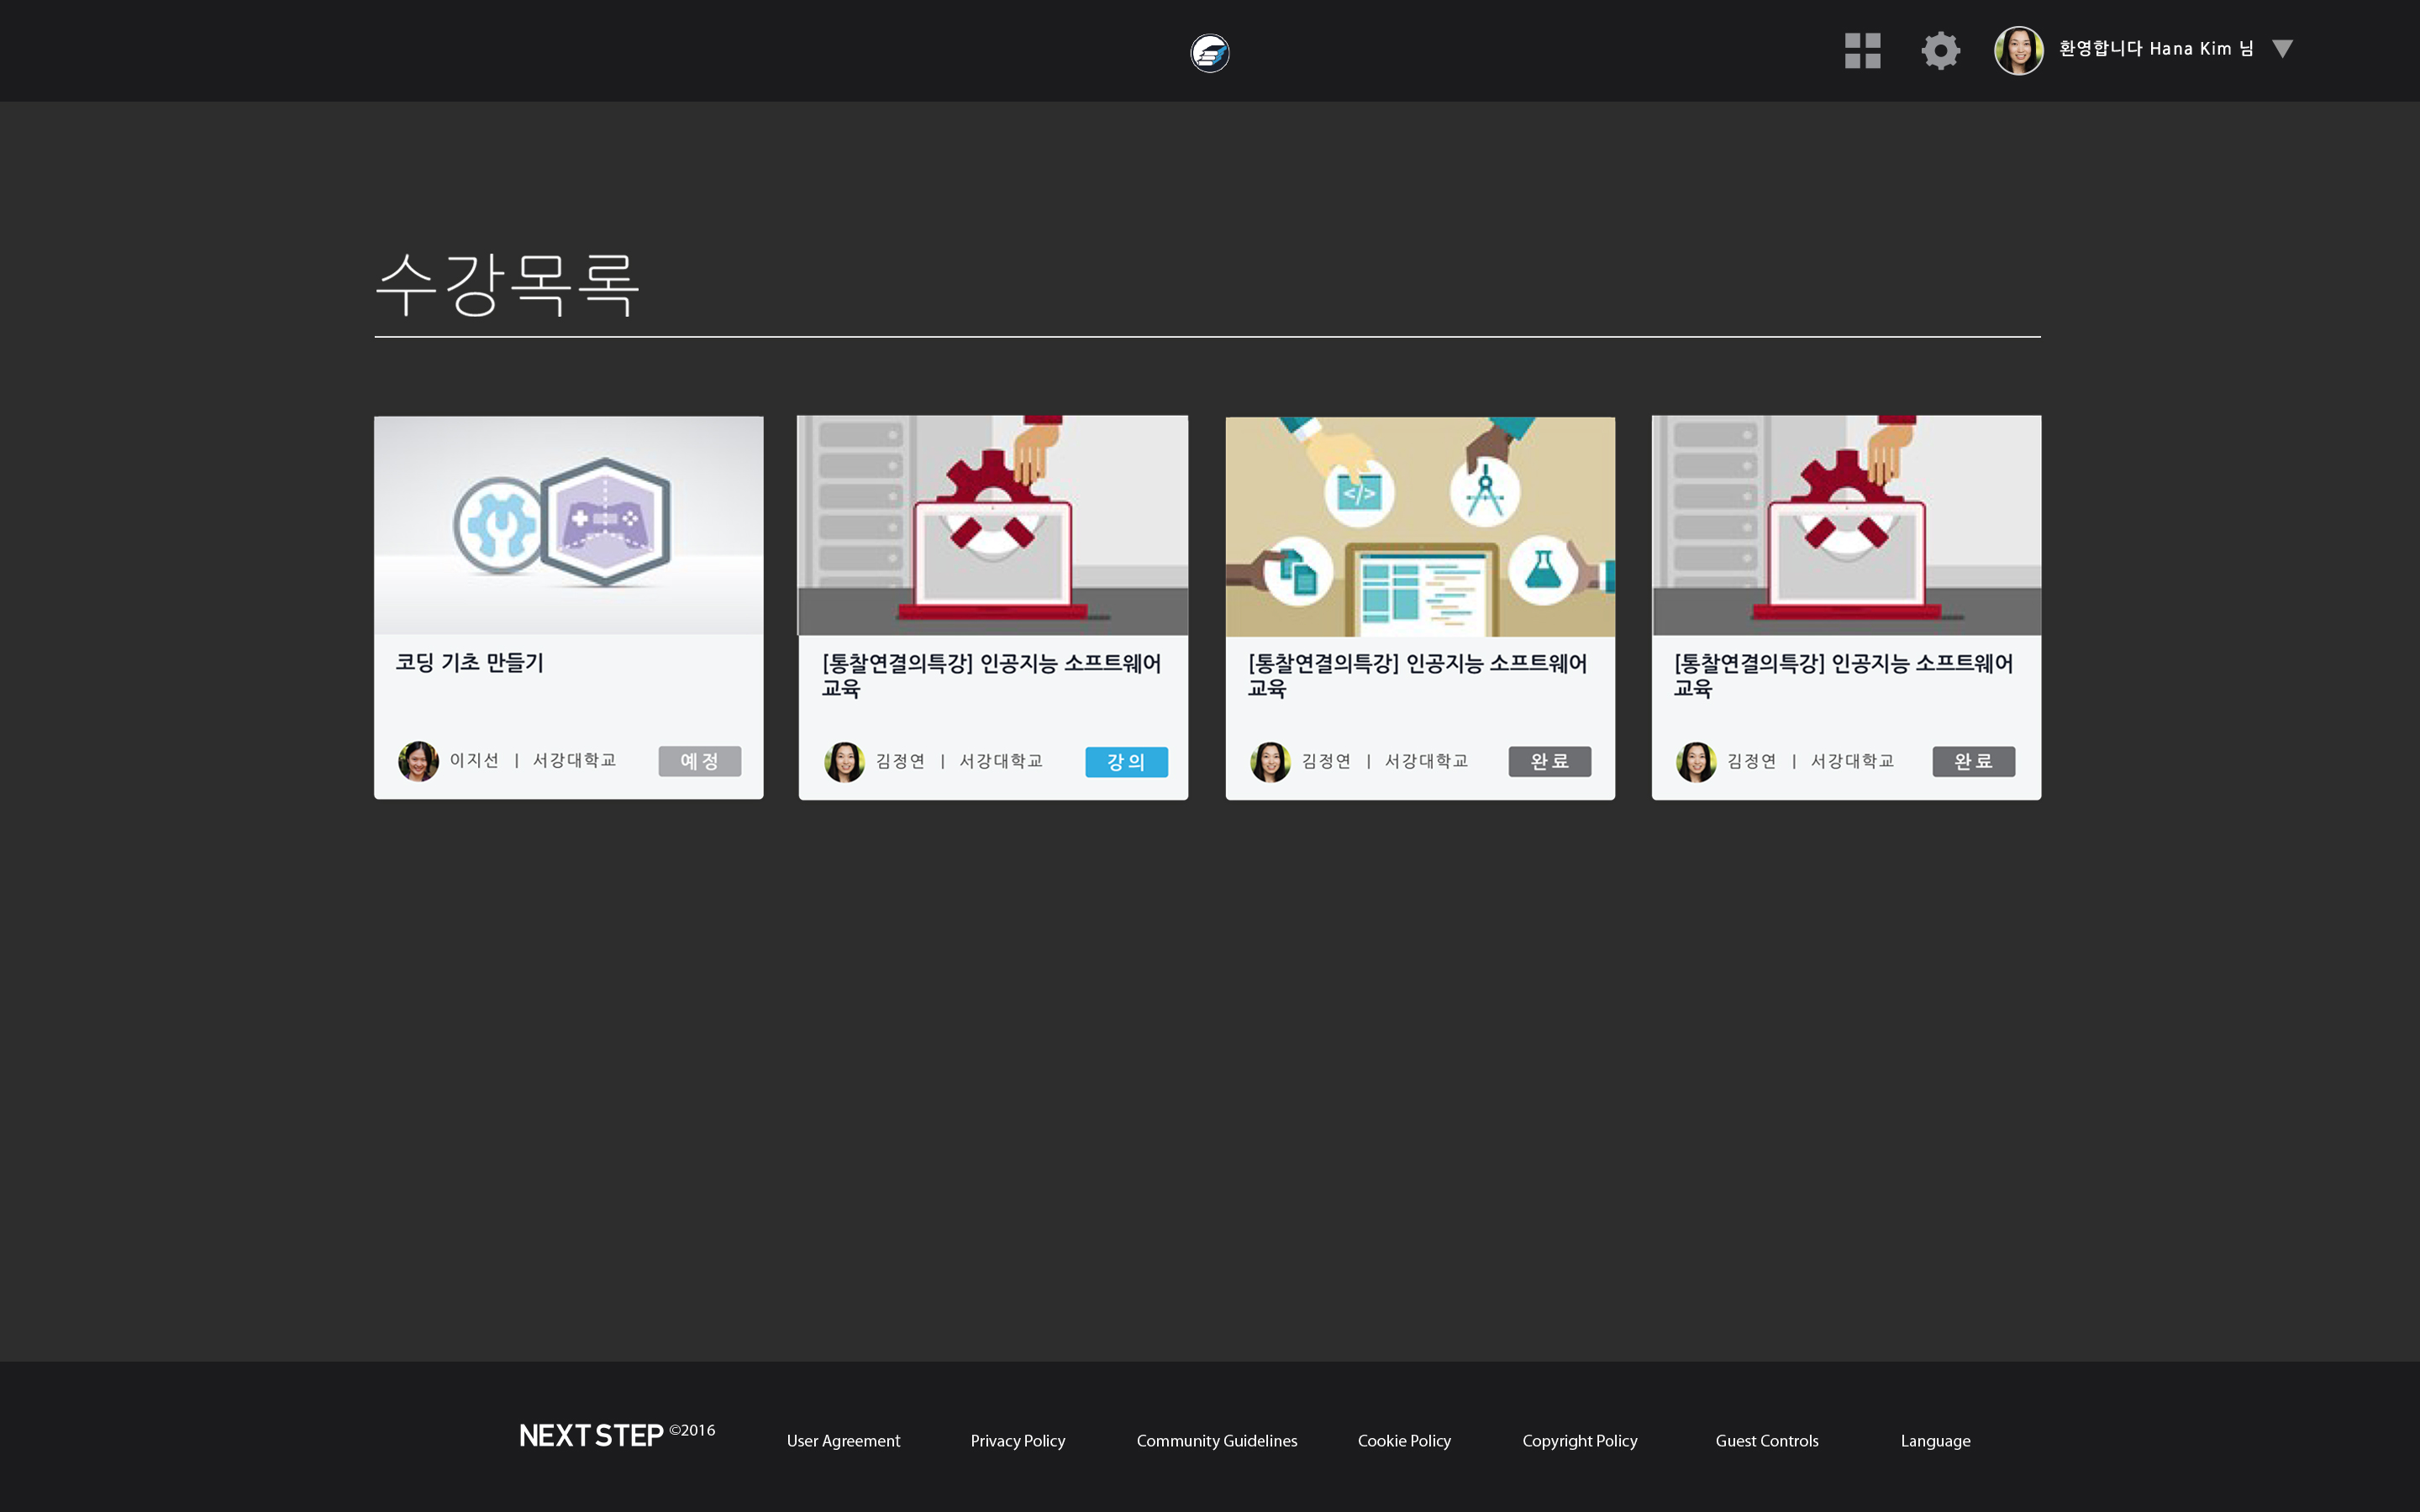 환영합니다 Hana Kim 님
수강목록
코딩 기초 만들기
이지선 | 서강대학교
예정
[통찰연결의특강] 인공지능 소프트웨어
교육
김정연 | 서강대학교
강의
[통찰연결의특강] 인공지능 소프트웨어
교육
김정연 | 서강대학교
완료
[통찰연결의특강] 인공지능 소프트웨어
교육
김정연 | 서강대학교
완료
NEXT STEP ©2016
User Agreement
Privacy Policy
Community Guidelines
Cookie Policy
Copyright Policy
Guest Controls
Language